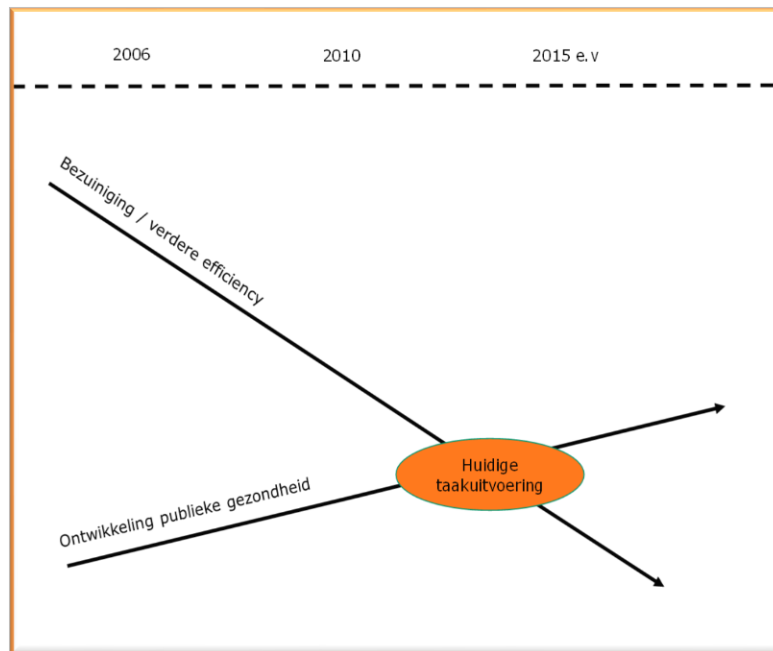 2006 2010 2015 e.v
Bezuiniging / verdere efficiency
Huidige
taakuitvoering
Ontwikkeling publieke gezondheid